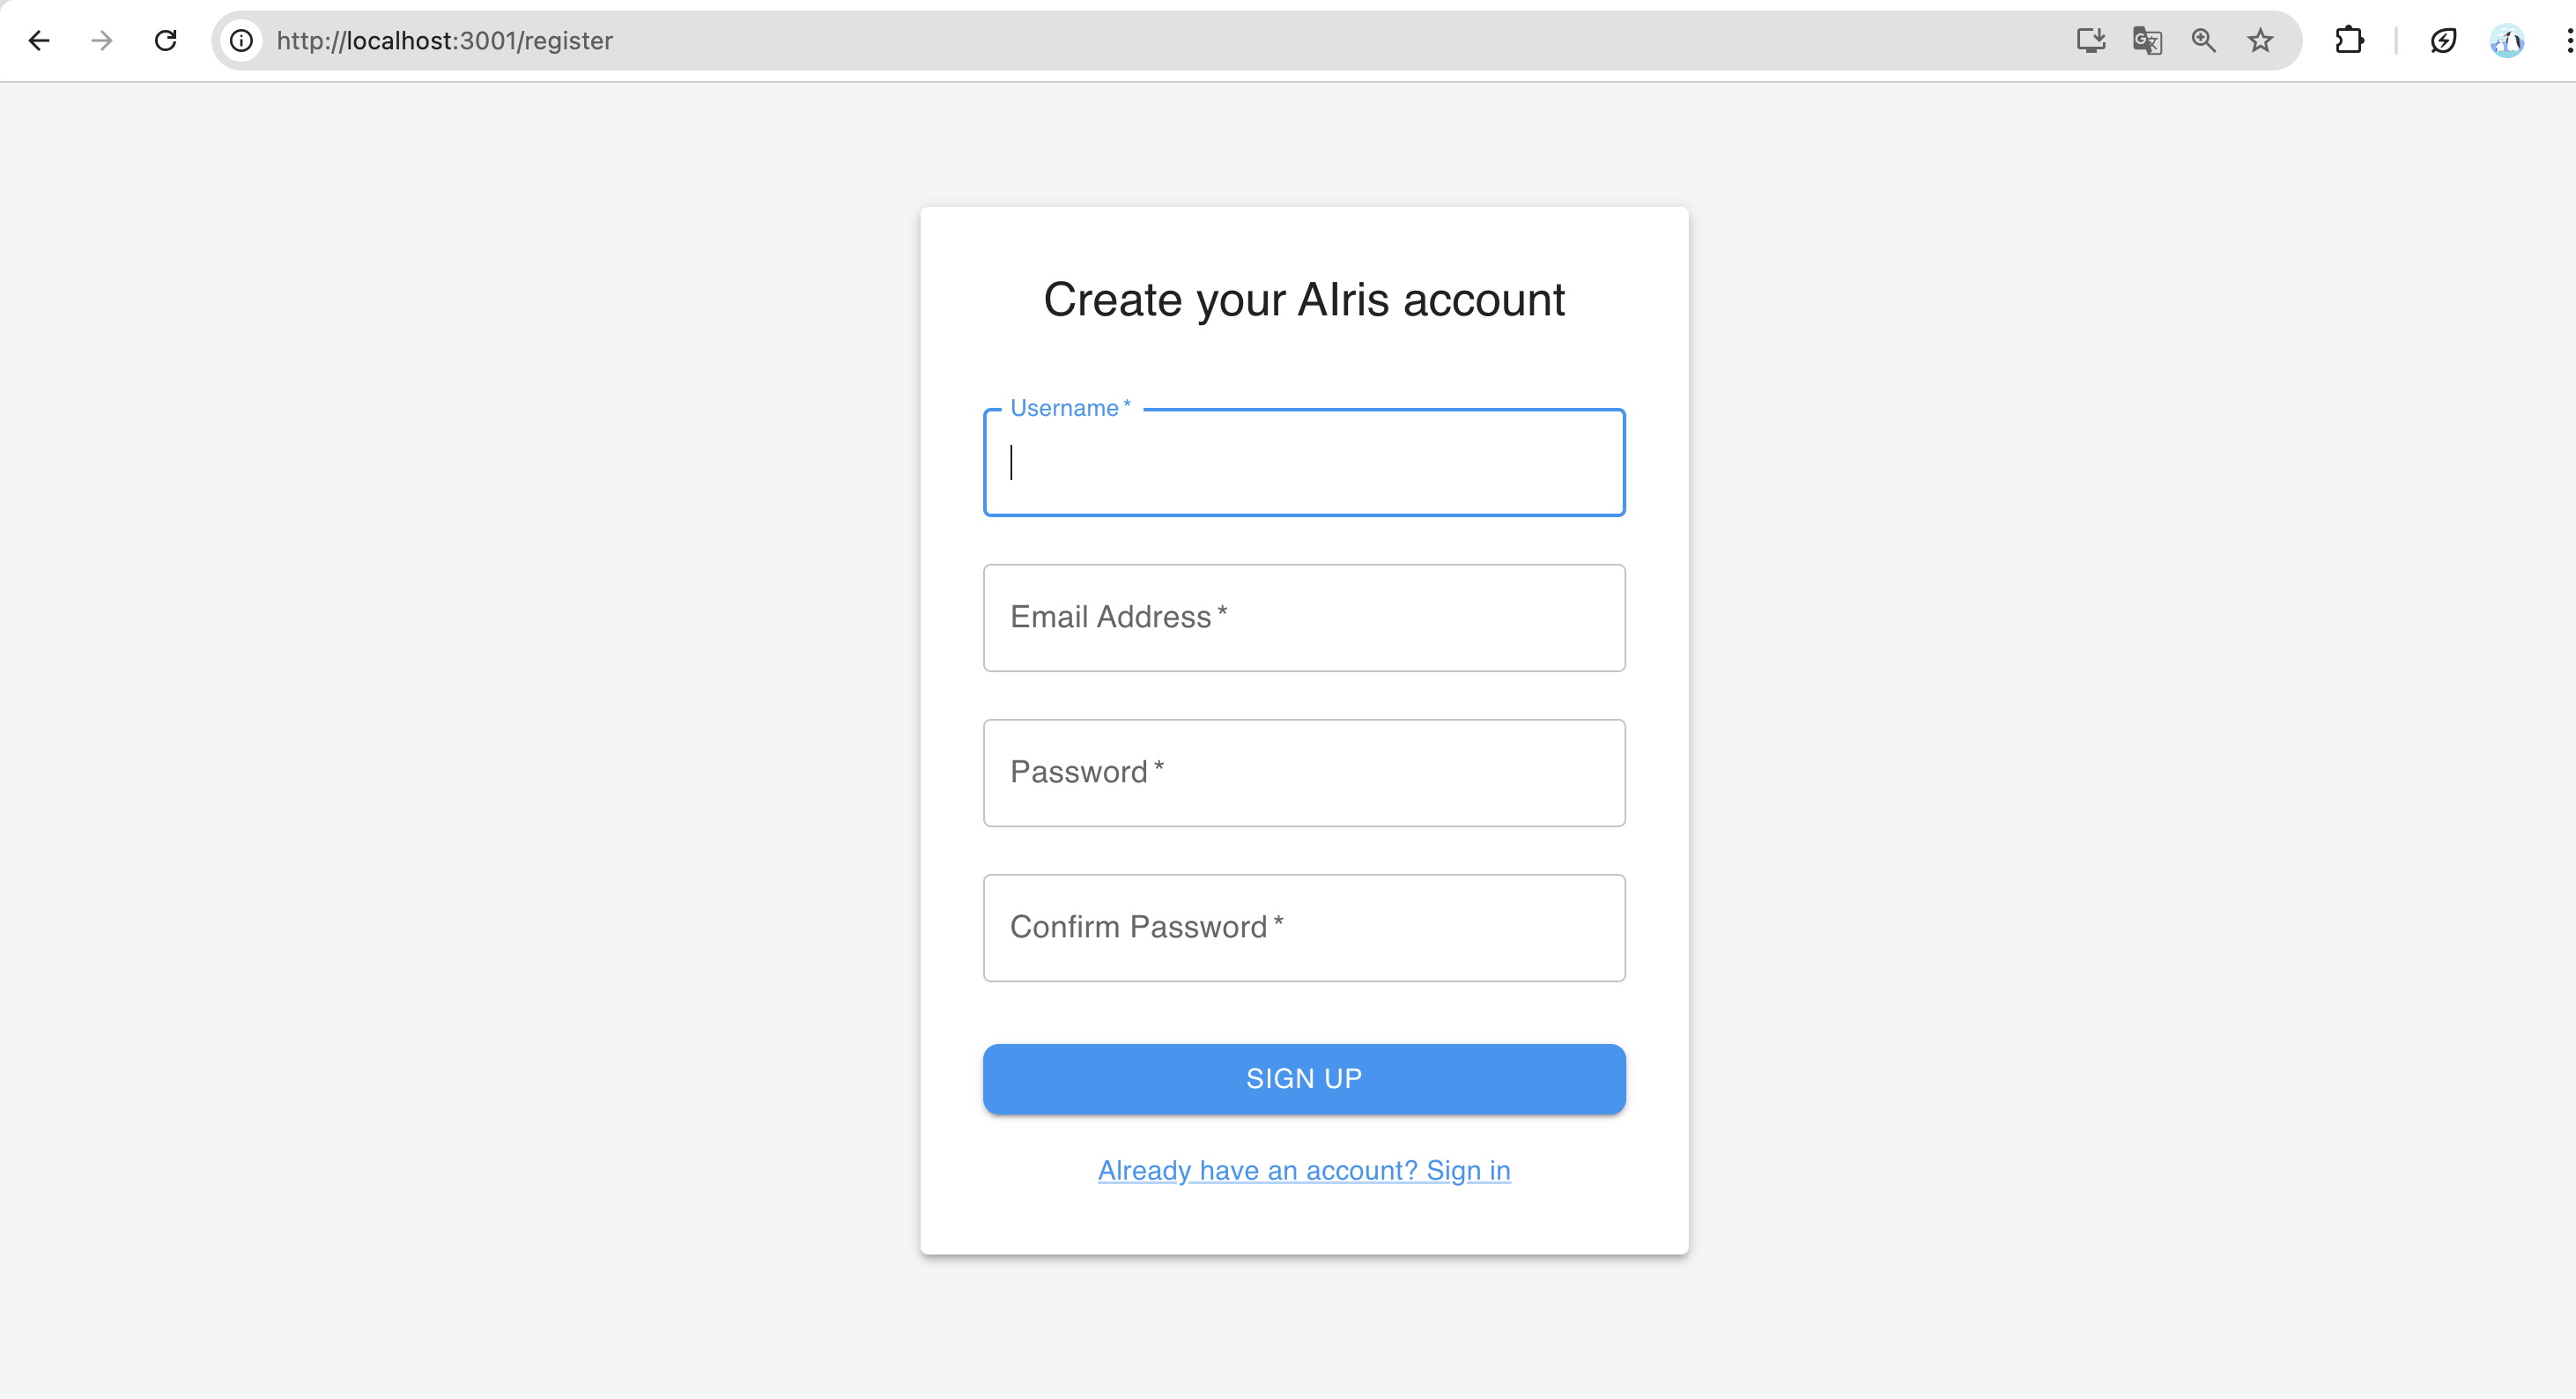 http://localhost:3001/register
Create your AIris account
Username *
Email Address *
Password *
Confirm Password *
SIGN UP
Already have an account? Sign in